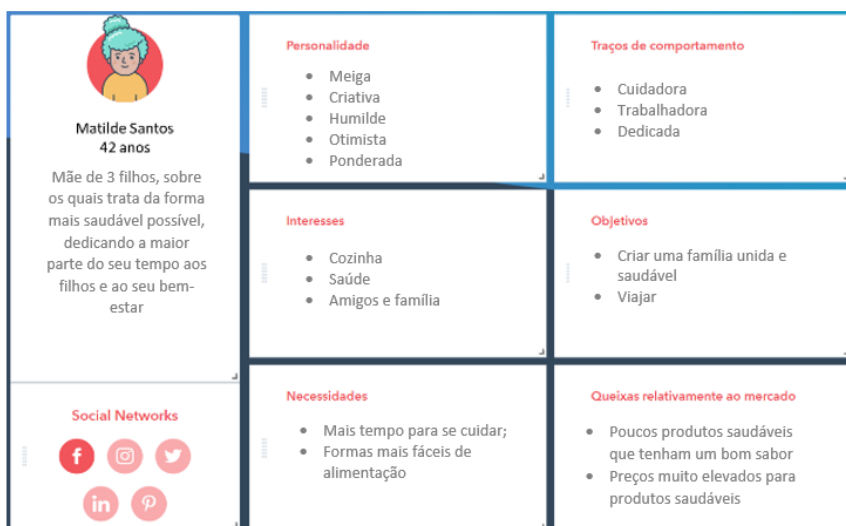 Matilde Santos
42 anos
Mãe de 3 filhos, sobre
os quais trata da forma
mais saudável possível,
dedicando a maior
parte do seu tempo aos
filhos e ao seu bem-
estar
Social Networks
f
in
Personalidade
• Meiga
• Criativa
• Humilde
• Otimista
• Ponderada
Traços de comportamento
• Cuidadora
• Trabalhadora
• Dedicada
Interesses
• Cozinha
• Saúde
• Amigos e família
Objetivos
• Criar uma família unida e
saudável
• Viajar
Necessidades
• Mais tempo para se cuidar;
• Formas mais fáceis de
alimentação
Queixas relativamente ao mercado
• Poucos produtos saudáveis
que tenham um bom sabor
• Preços muito elevados para
produtos saudáveis